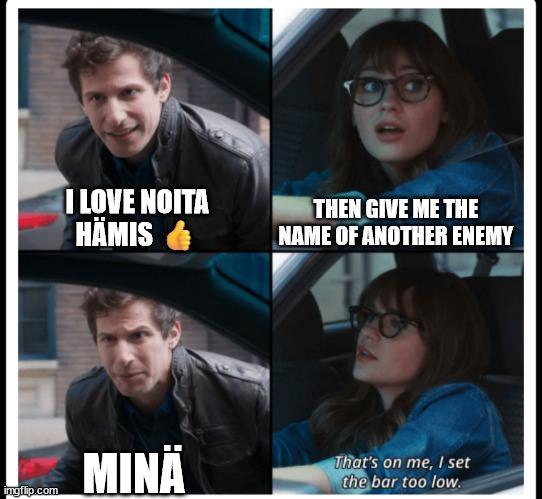 I LOVE NOITA
HÄMIS 👍
THEN GIVE ME THE
NAME OF ANOTHER ENEMY
MINÄ
That's on me, I set
the bar too low.
imgflip.com